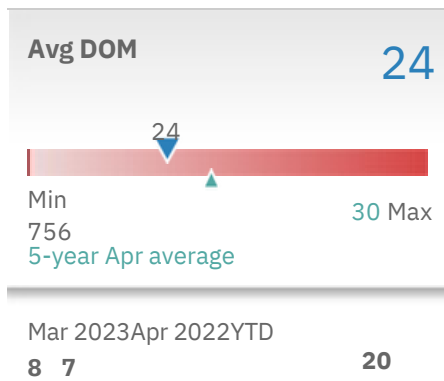 Avg DOM
24
24
Min
756
30 Max
5-year Apr average
Mar 2023Apr 2022YTD
8 7 20